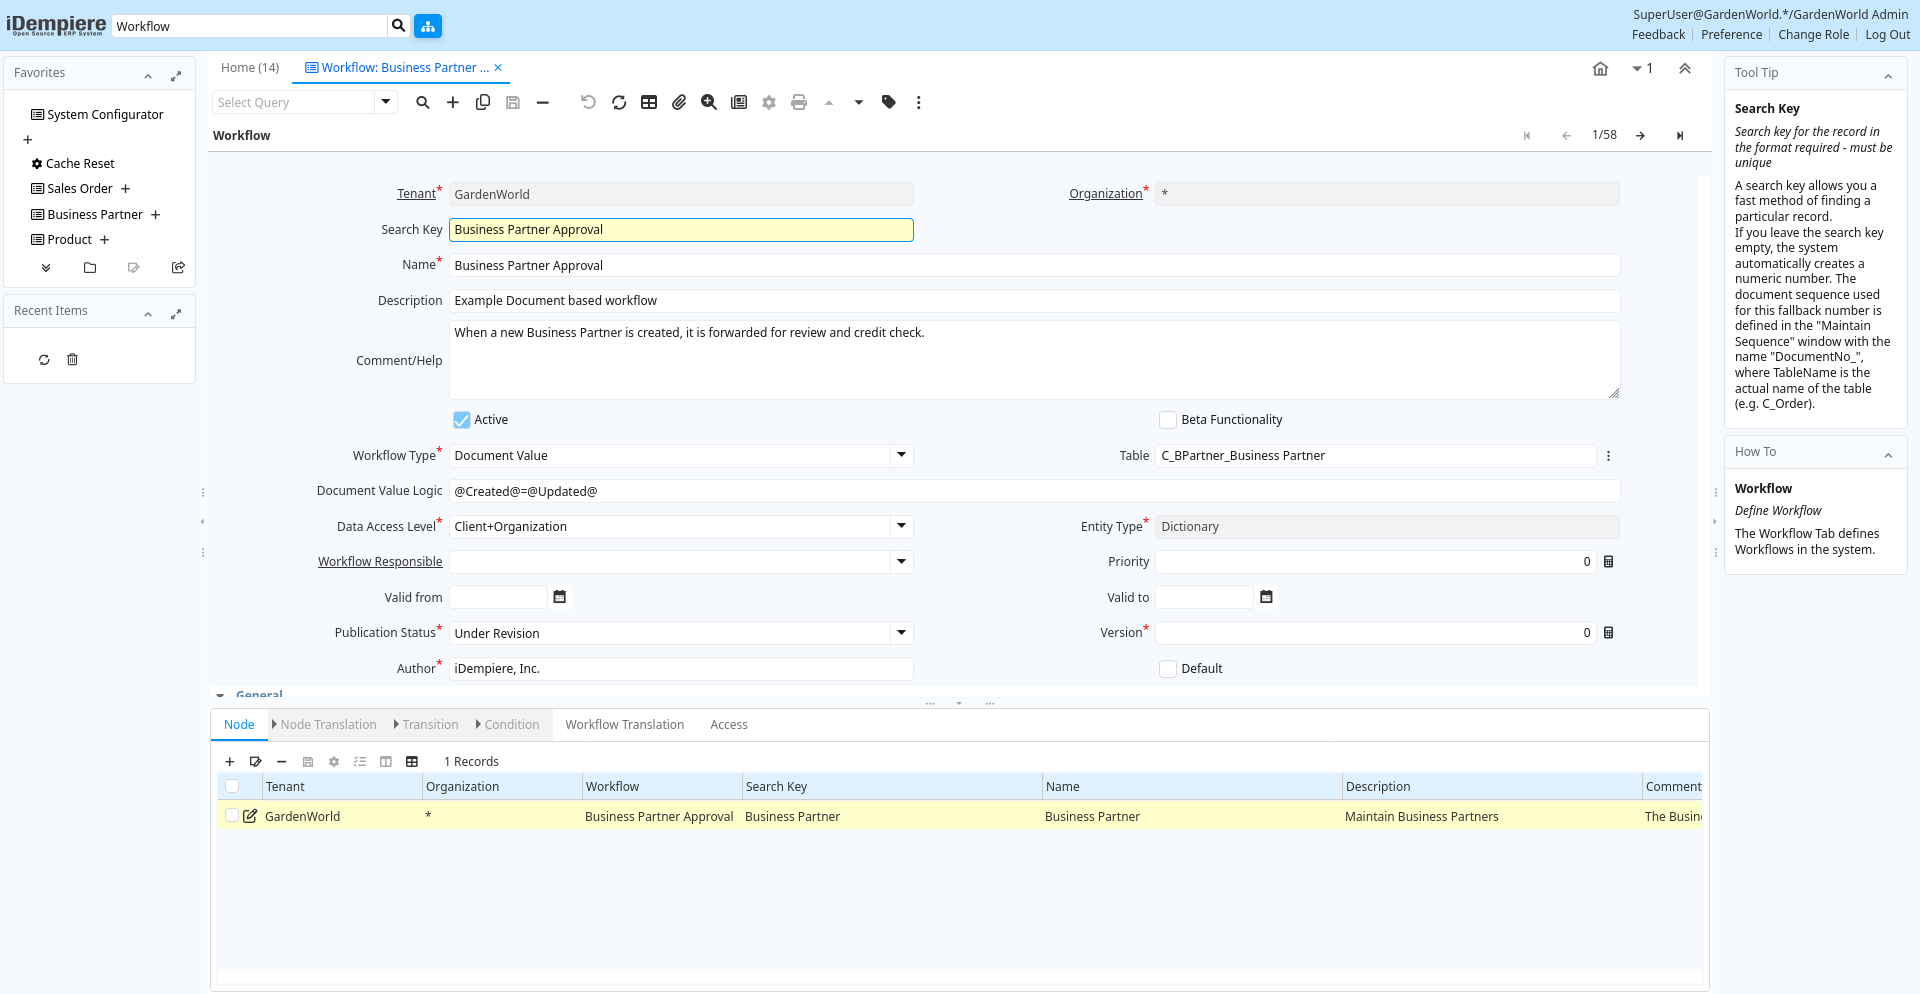 iDempiere
Open Source ERP System
Workflow
SuperUser@GardenWorld.*/GardenWorld Admin
Feedback
Preference
Change Role
Log Out
Favorites
System Configurator
Cache Reset
Sales Order
Business Partner
Product
Recent Items
Home (14)
Workflow: Business Partner ...
1
Select Query
Workflow
1/58
Tenant*
GardenWorld
Organization*
*
Search Key
Business Partner Approval
Name*
Business Partner Approval
Description
Example Document based workflow
Comment/Help
When a new Business Partner is created, it is forwarded for review and credit check.
Active
Beta Functionality
Workflow Type*
Document Value
Table
C_BPartner_Business Partner
Document Value Logic
@Created@=@Updated@
Data Access Level*
Client+Organization
Entity Type*
Dictionary
Workflow Responsible
Priority
0
Valid from
Valid to
Publication Status*
Under Revision
Version*
0
Author*
iDempiere, Inc.
Default
General
Node
Node Translation
Transition
Condition
Workflow Translation
Access
1 Records
Tenant
Organization
Workflow
Search Key
Name
Description
Comment
GardenWorld
*
Business Partner Approval
Business Partner
Business Partner
Maintain Business Partners
The Busin
Tool Tip
Search Key
Search key for the record in
the format required - must be
unique
A search key allows you a
fast method of finding a
particular record.
If you leave the search key
empty, the system
automatically creates a
numeric number. The
document sequence used
for this fallback number is
defined in the "Maintain
Sequence" window with the
name "DocumentNo_",
where TableName is the
actual name of the table
(e.g. C_Order).
How To
Workflow
Define Workflow
The Workflow Tab defines
Workflows in the system.